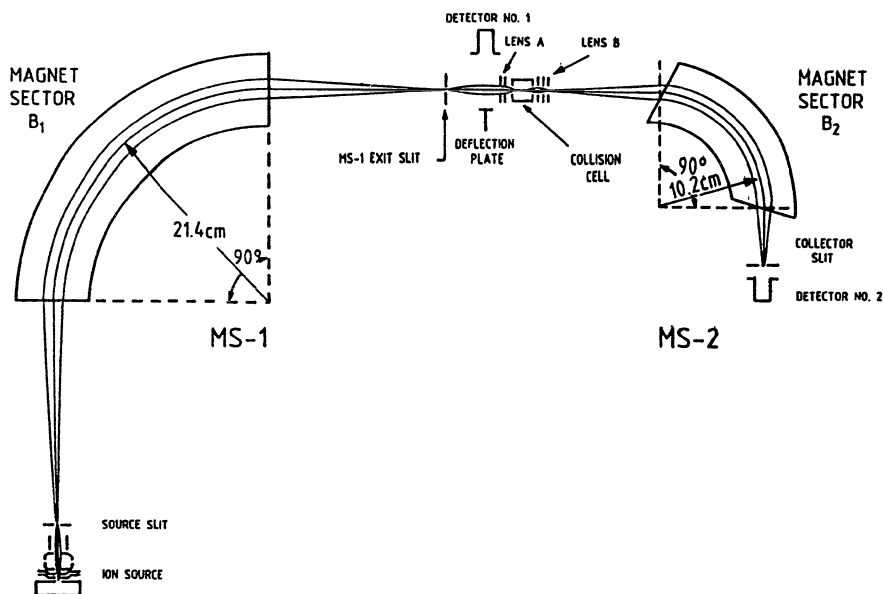 DETECTOR NO. 1
LENS A
LENS B
MAGNET
SECTOR
B1
MAGNET
SECTOR
B2
MS-1 EXIT SLIT
DEFLECTION
PLATE
COLLISION
CELL
90°
10.2cm
21.4cm
90°
COLLECTOR
SLIT
DETECTOR NO. 2
MS-1
MS-2
SOURCE SLIT
ION SOURCE